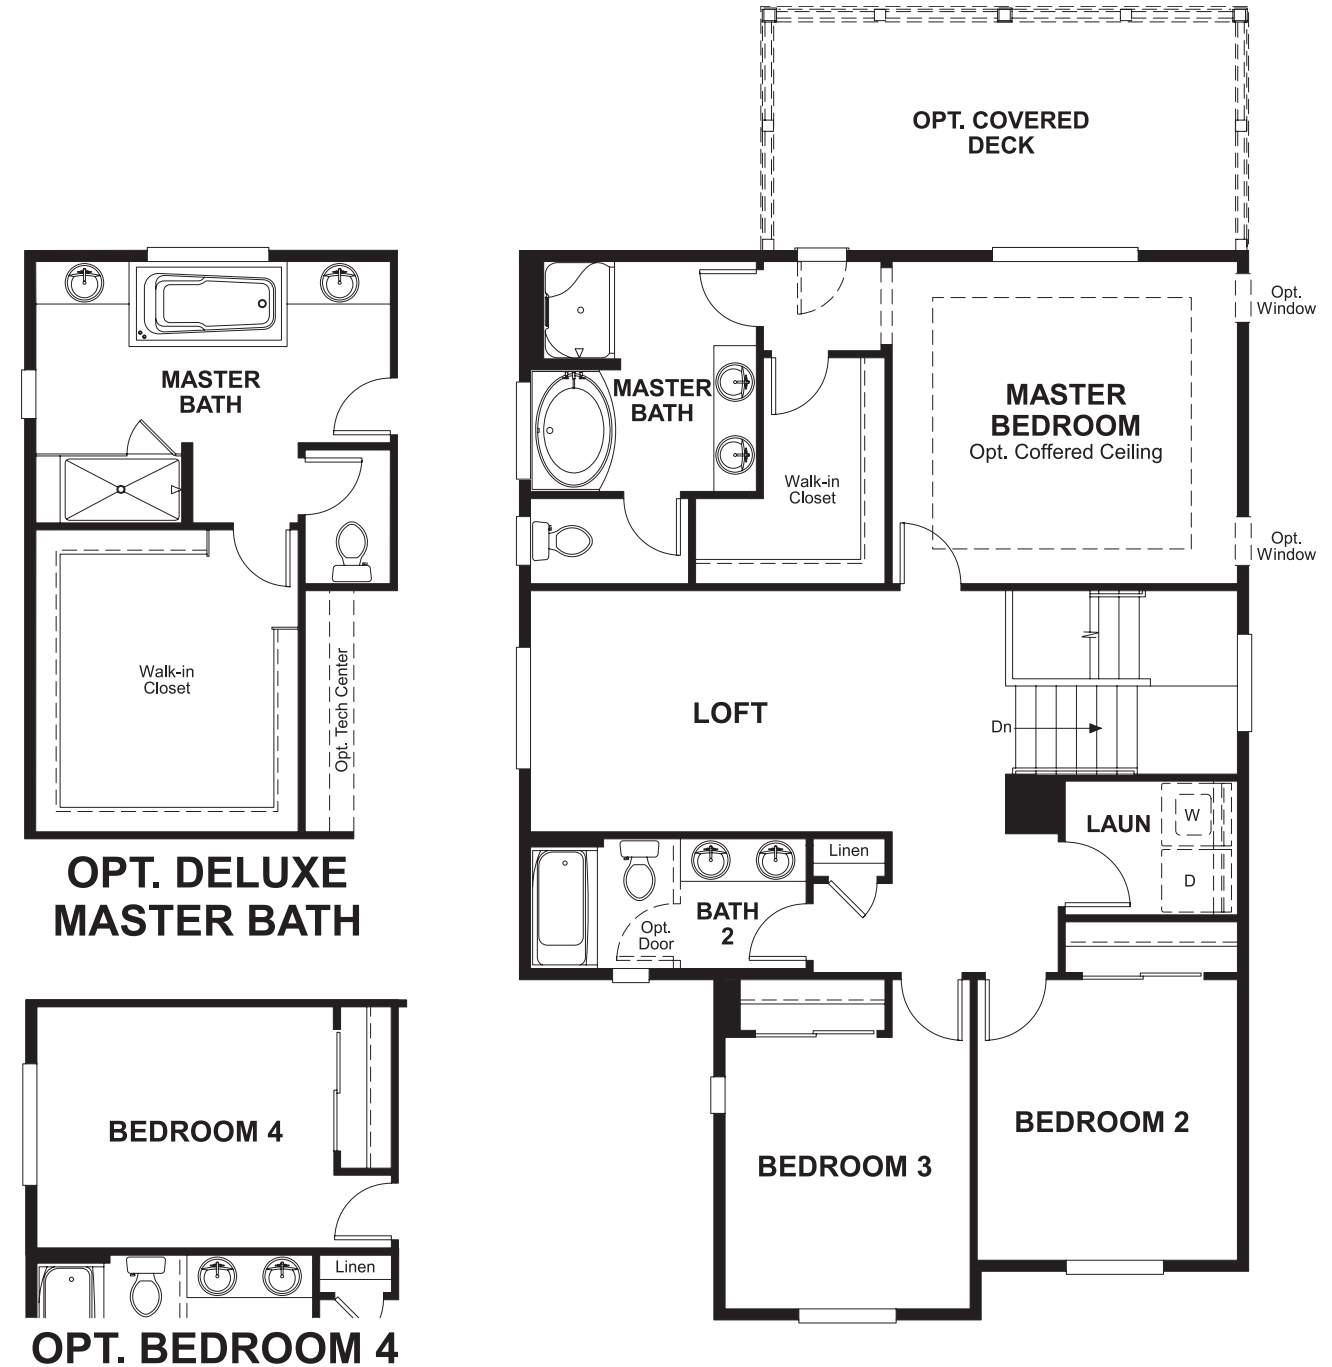 OPT. COVERED
DECK
Opt.
Window
MASTER
BATH
MASTER
BATH
MASTER
BEDROOM
Opt. Coffered Ceiling
Walk-in
Closet
Opt.
Window
Walk-in
Closet
Opt. Tech Center
LOFT
Dn
LAUN
W
D
OPT. DELUXE
MASTER BATH
Linen
BATH
2
Opt.
Door
BEDROOM 4
BEDROOM 2
BEDROOM 3
Linen
OPT. BEDROOM 4